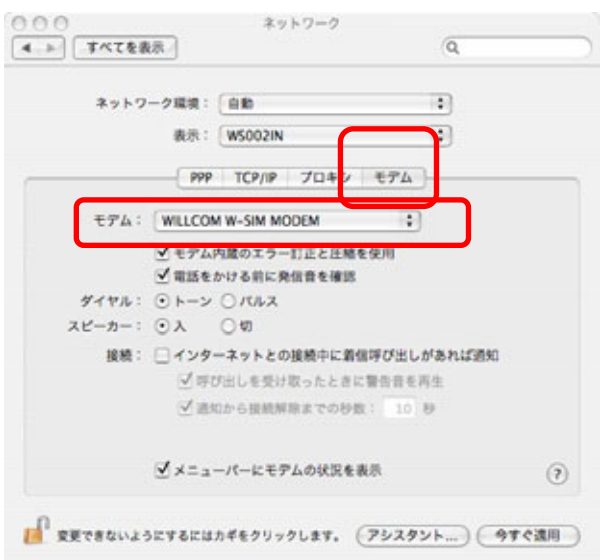 ネットワーク
すべてを表示
ネットワーク環境： 自動
表示： WS002IN
PPP TCP/IP プロキシ モデム
モデム： WILLCOM W-SIM MODEM
モデム内蔵のエラー訂正と圧縮を使用
電話をかける前に発信音を確認
ダイヤル： トーン パルス
スピーカー： 入 切
接続： インターネットとの接続中に着信呼び出しがあれば通知
呼び出しを受け取ったときに警告音を再生
通知から接続解除までの秒数： 10 秒
メニューバーにモデムの状況を表示
?
変更できないようにするにはカギをクリックします。 アシスタント... 今すぐ適用